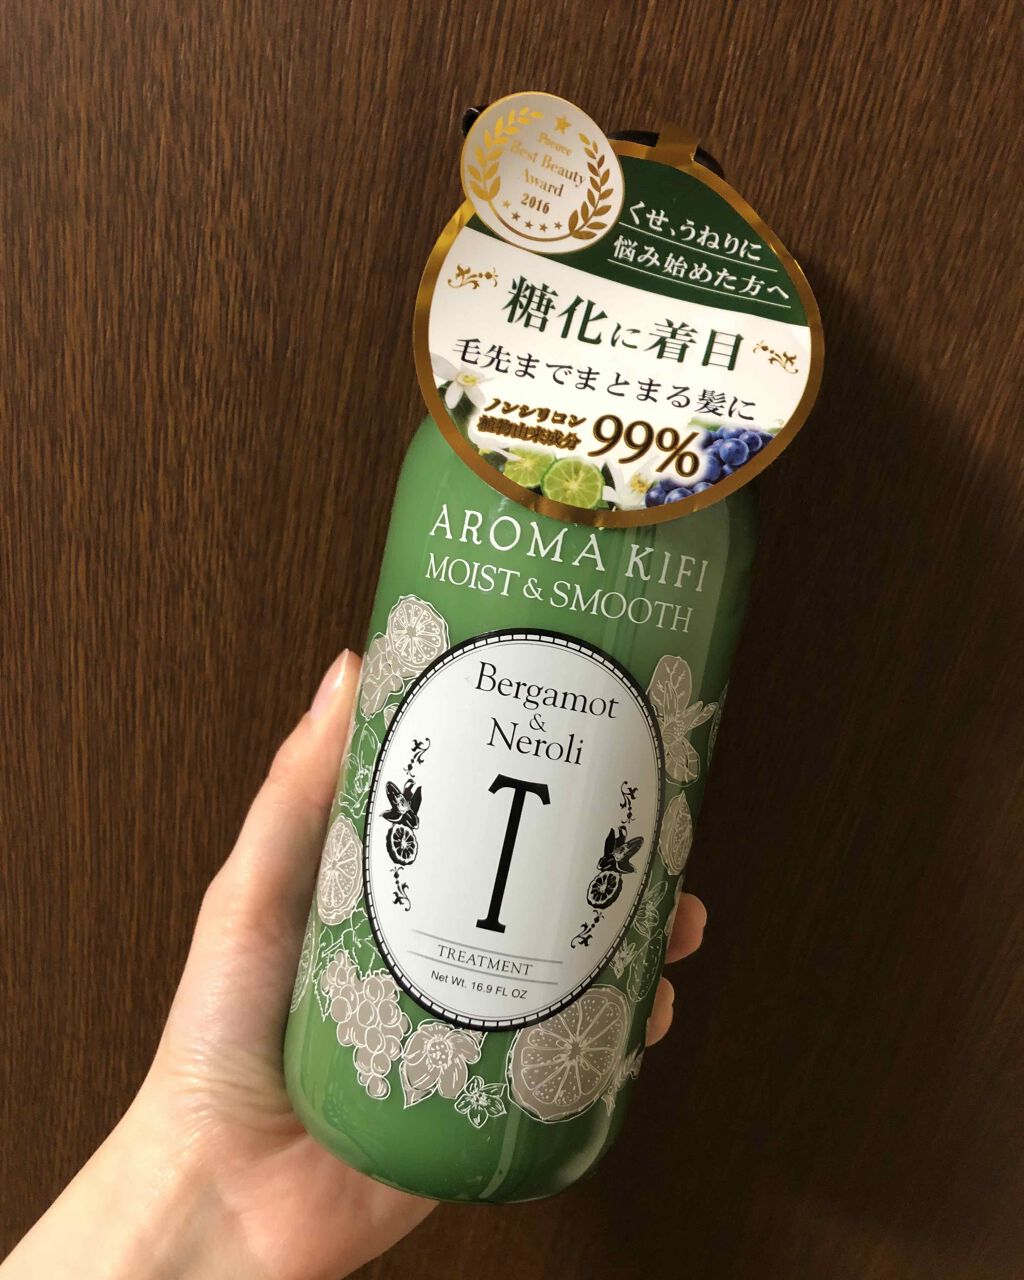 Pococe
Best Beauty
Award
2016
くせ、うねりに
悩み始めた方へ
糖化に着目
毛先までまとまる髪に
ノンシリコン
植物由来成分 99%
AROMA KIFI
MOIST & SMOOTH
Bergamot
&
Neroli
T
TREATMENT
Net Wt. 16.9 FL OZ